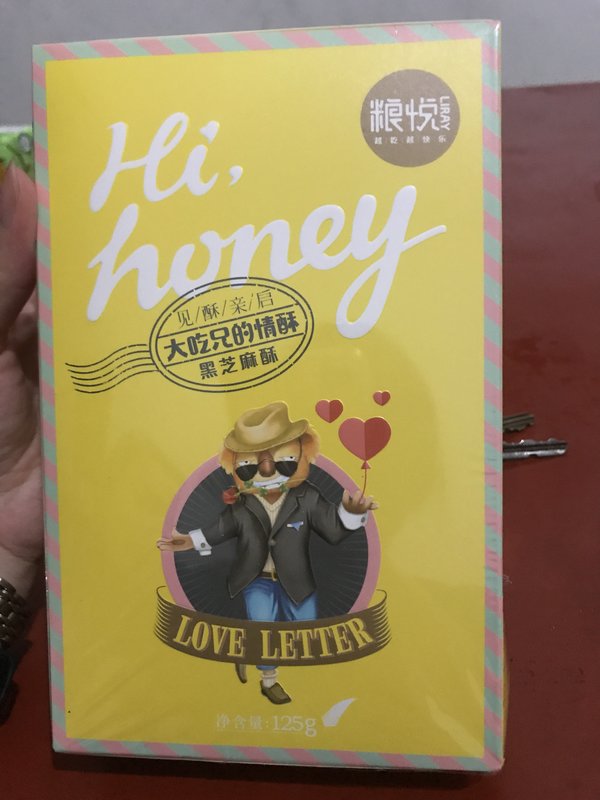 粮悦
LIRAY
越吃越快乐
Hi,
honey
见/酥/亲/启
大吃兄的情酥
黑芝麻酥
LOVE LETTER
净含量:125g